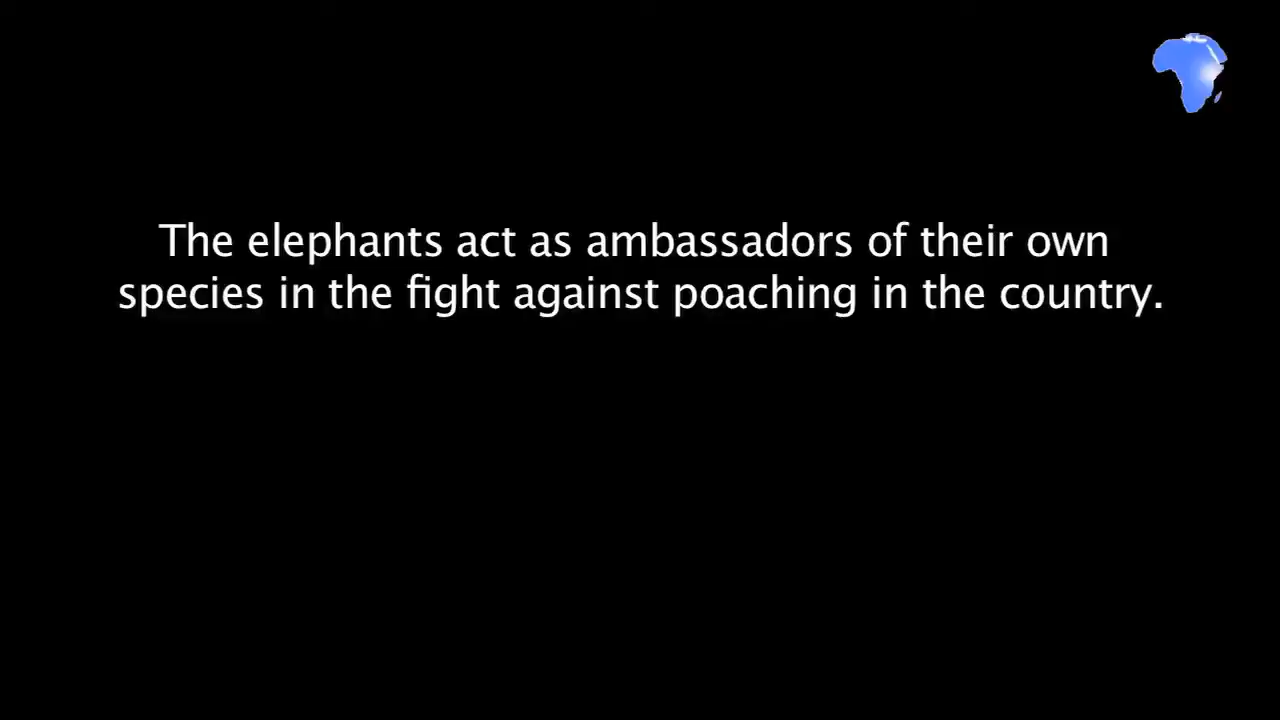 The elephants act as ambassadors of their own
species in the fight against poaching in the country.